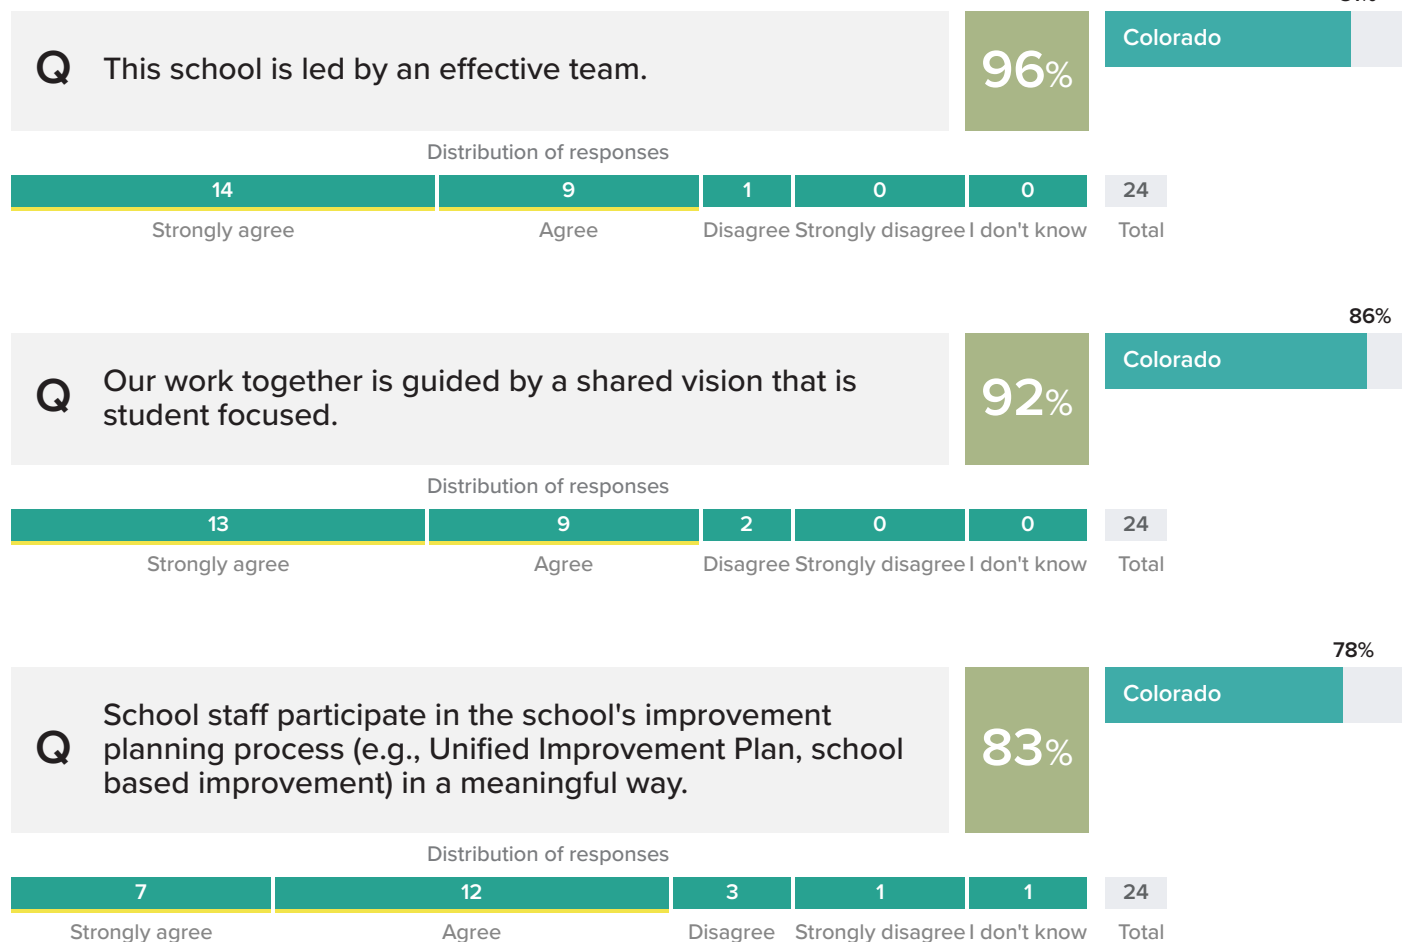 Q This school is led by an effective team.
96%
Colorado
Distribution of responses
14 9 1 0 0 24
Strongly agree Agree Disagree Strongly disagree I don't know Total
86%
Q Our work together is guided by a shared vision that is
student focused.
92%
Colorado
Distribution of responses
13 9 2 0 0 24
Strongly agree Agree Disagree Strongly disagree I don't know Total
78%
Q School staff participate in the school's improvement
planning process (e.g., Unified Improvement Plan, school
based improvement) in a meaningful way.
83%
Colorado
Distribution of responses
7 12 3 1 1 24
Strongly agree Agree Disagree Strongly disagree I don't know Total